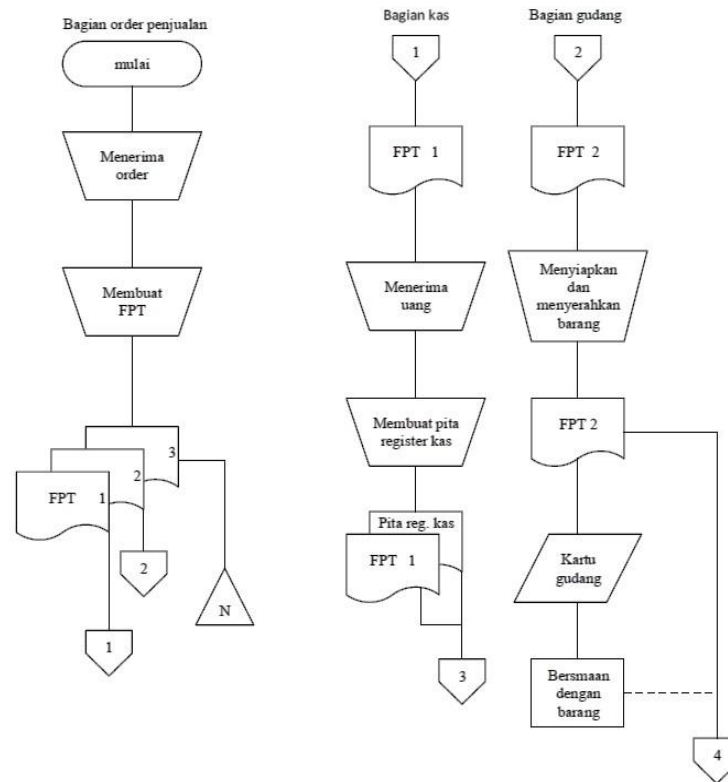 Bagian order penjualan
mulai
Menerima
order
Membuat
FPT
3
2
FPT 1
2
N
1
Bagian kas
1
FPT 1
Menerima
uang
Membuat pita
register kas
Pita reg. kas
FPT 1
3
Bagian gudang
2
FPT 2
Menyiapkan
dan
menyerahkan
barang
FPT 2
Kartu
gudang
Bersmaan
dengan
barang
4